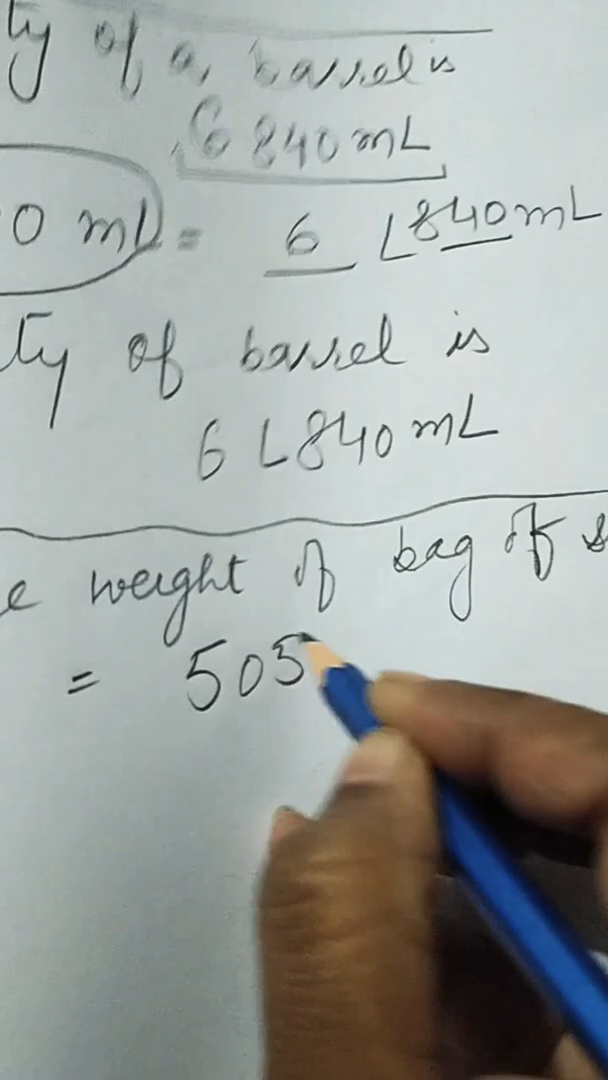 ty of a barrel is
6840 mL
0 mL = 6 L 840 mL
ty of barrel is
6 L 840 mL
e weight of bag of s
= 505